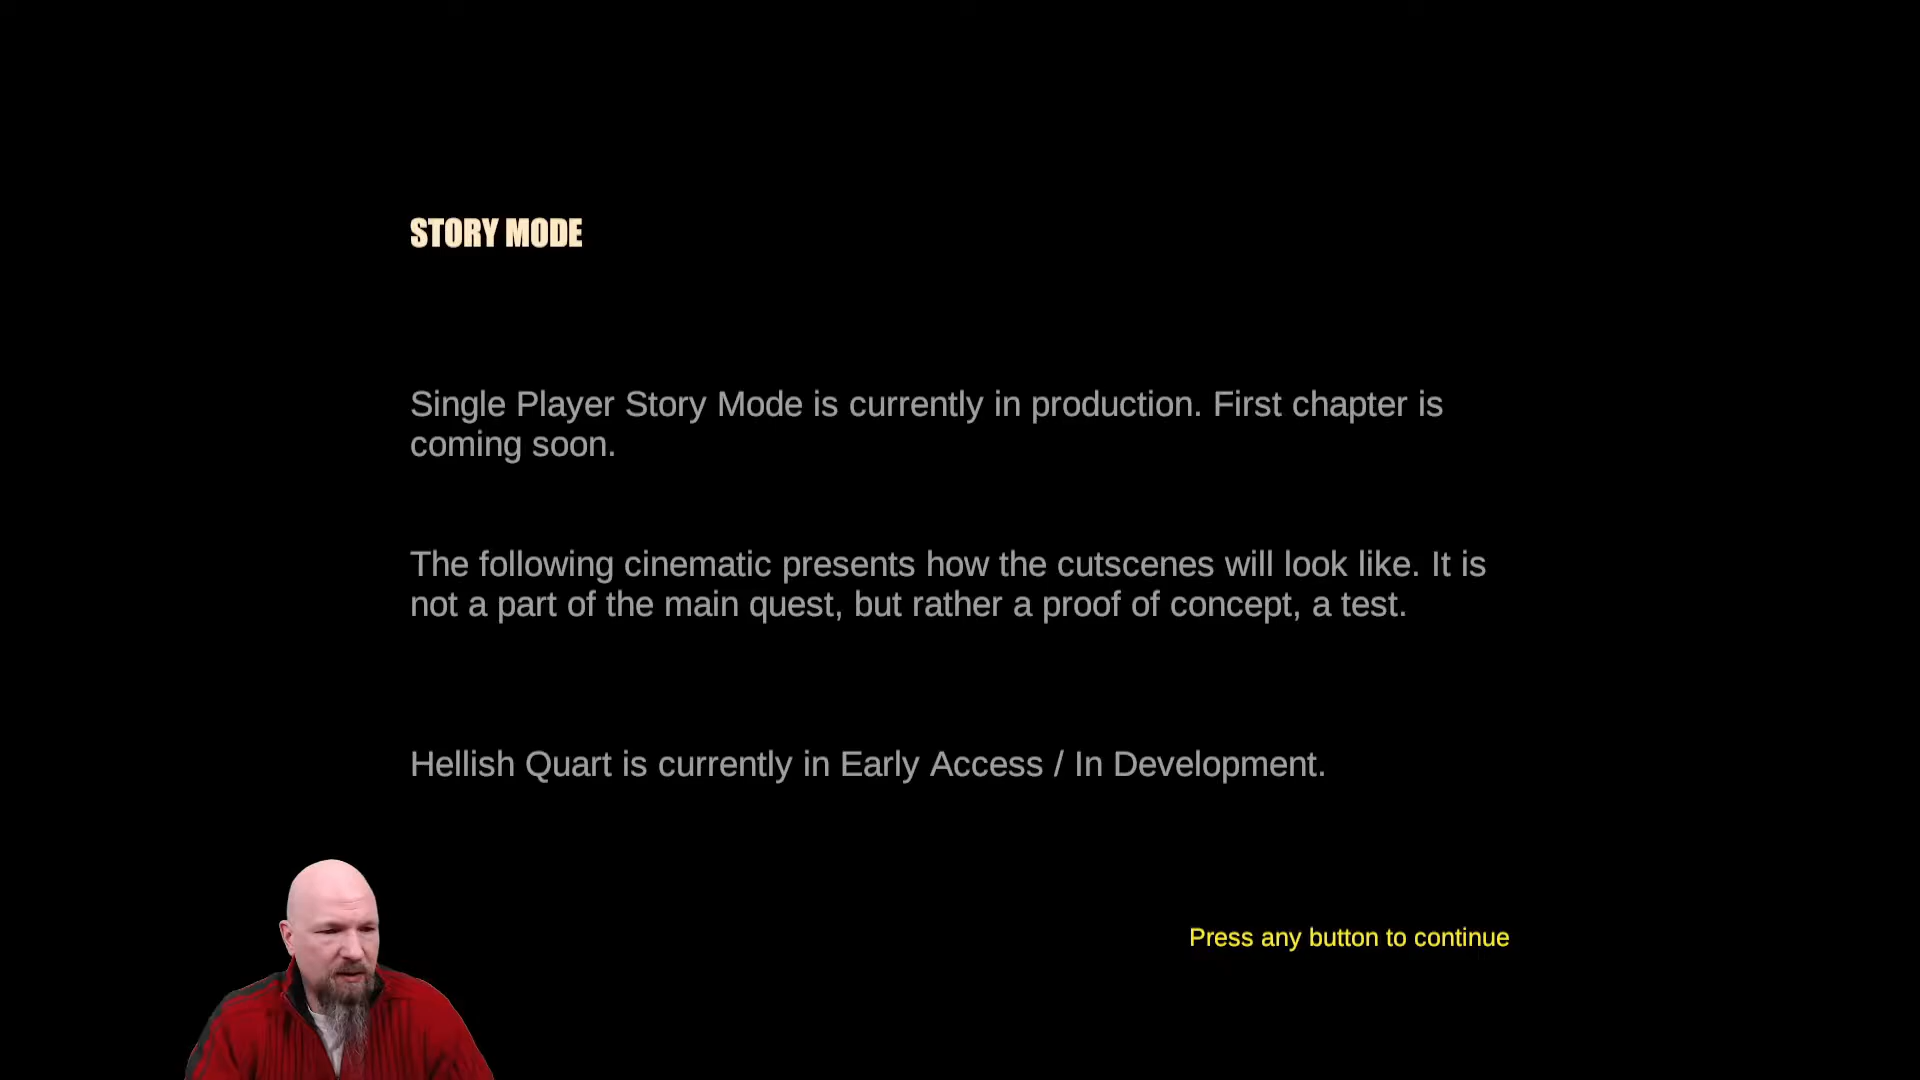 STORY MODE
Single Player Story Mode is currently in production. First chapter is
coming soon.
The following cinematic presents how the cutscenes will look like. It is
not a part of the main quest, but rather a proof of concept, a test.
Hellish Quart is currently in Early Access / In Development.
Press any button to continue